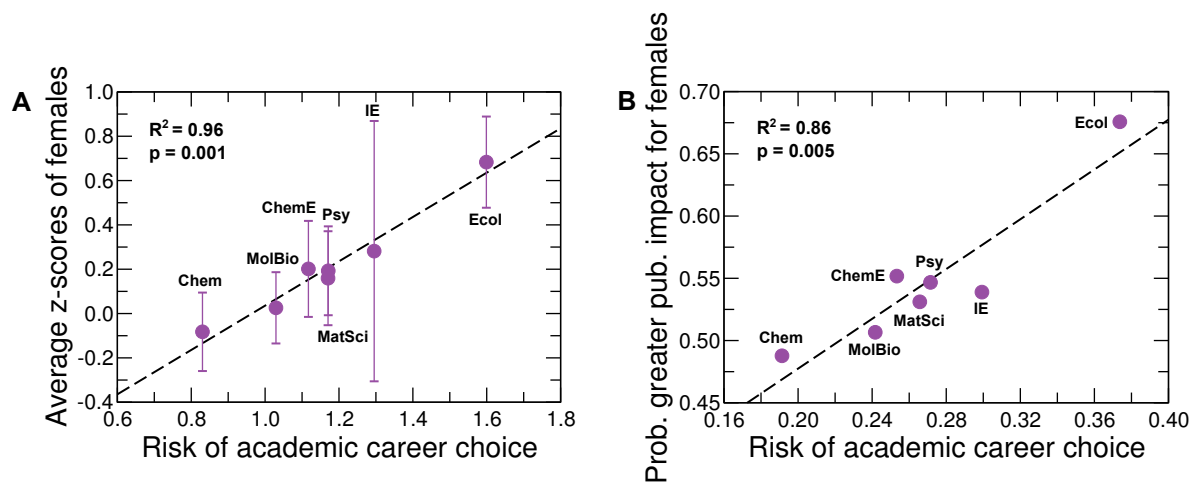 A
Average z-scores of females
1.0
0.8
0.6
0.4
0.2
0.0
-0.2
-0.4
R² = 0.96
p = 0.001
Chem
MolBio
ChemE
Psy
MatSci
IE
Ecol
0.6 0.8 1.0 1.2 1.4 1.6 1.8
Risk of academic career choice
B
Prob. greater pub. impact for females
0.70
0.65
0.60
0.55
0.50
0.45
R² = 0.86
p = 0.005
Ecol
ChemE
Psy
MatSci
IE
Chem
MolBio
0.16 0.20 0.24 0.28 0.32 0.36 0.40
Risk of academic career choice